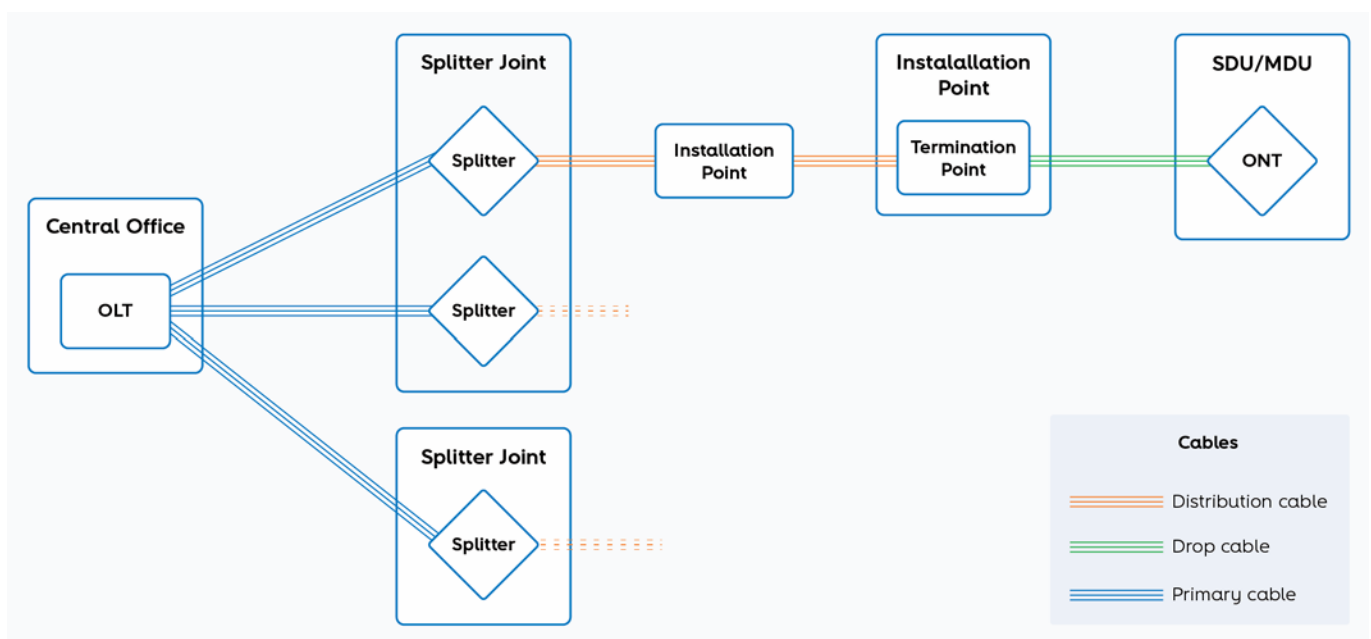 Splitter Joint
Splitter
Splitter
Central Office
OLT
Splitter Joint
Splitter
Installation
Point
Instalallation
Point
Termination
Point
SDU/MDU
ONT
Cables
Distribution cable
Drop cable
Primary cable